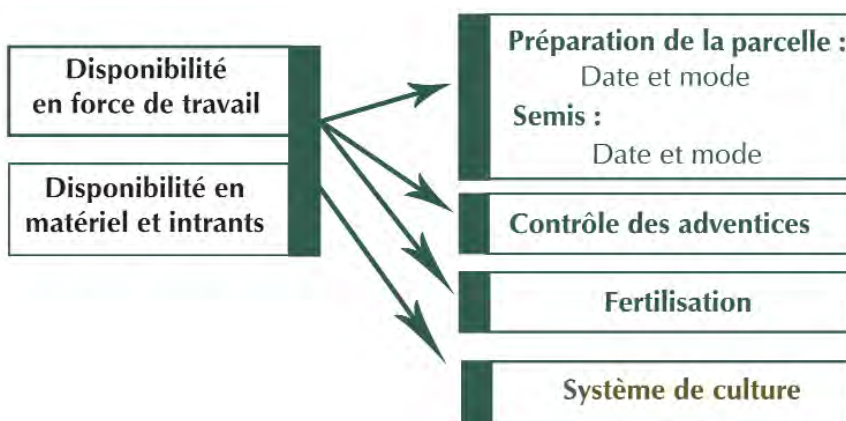 Disponibilité
en force de travail
Disponibilité en
matériel et intrants
Préparation de la parcelle :
Date et mode
Semis :
Date et mode
Contrôle des adventices
Fertilisation
Système de culture